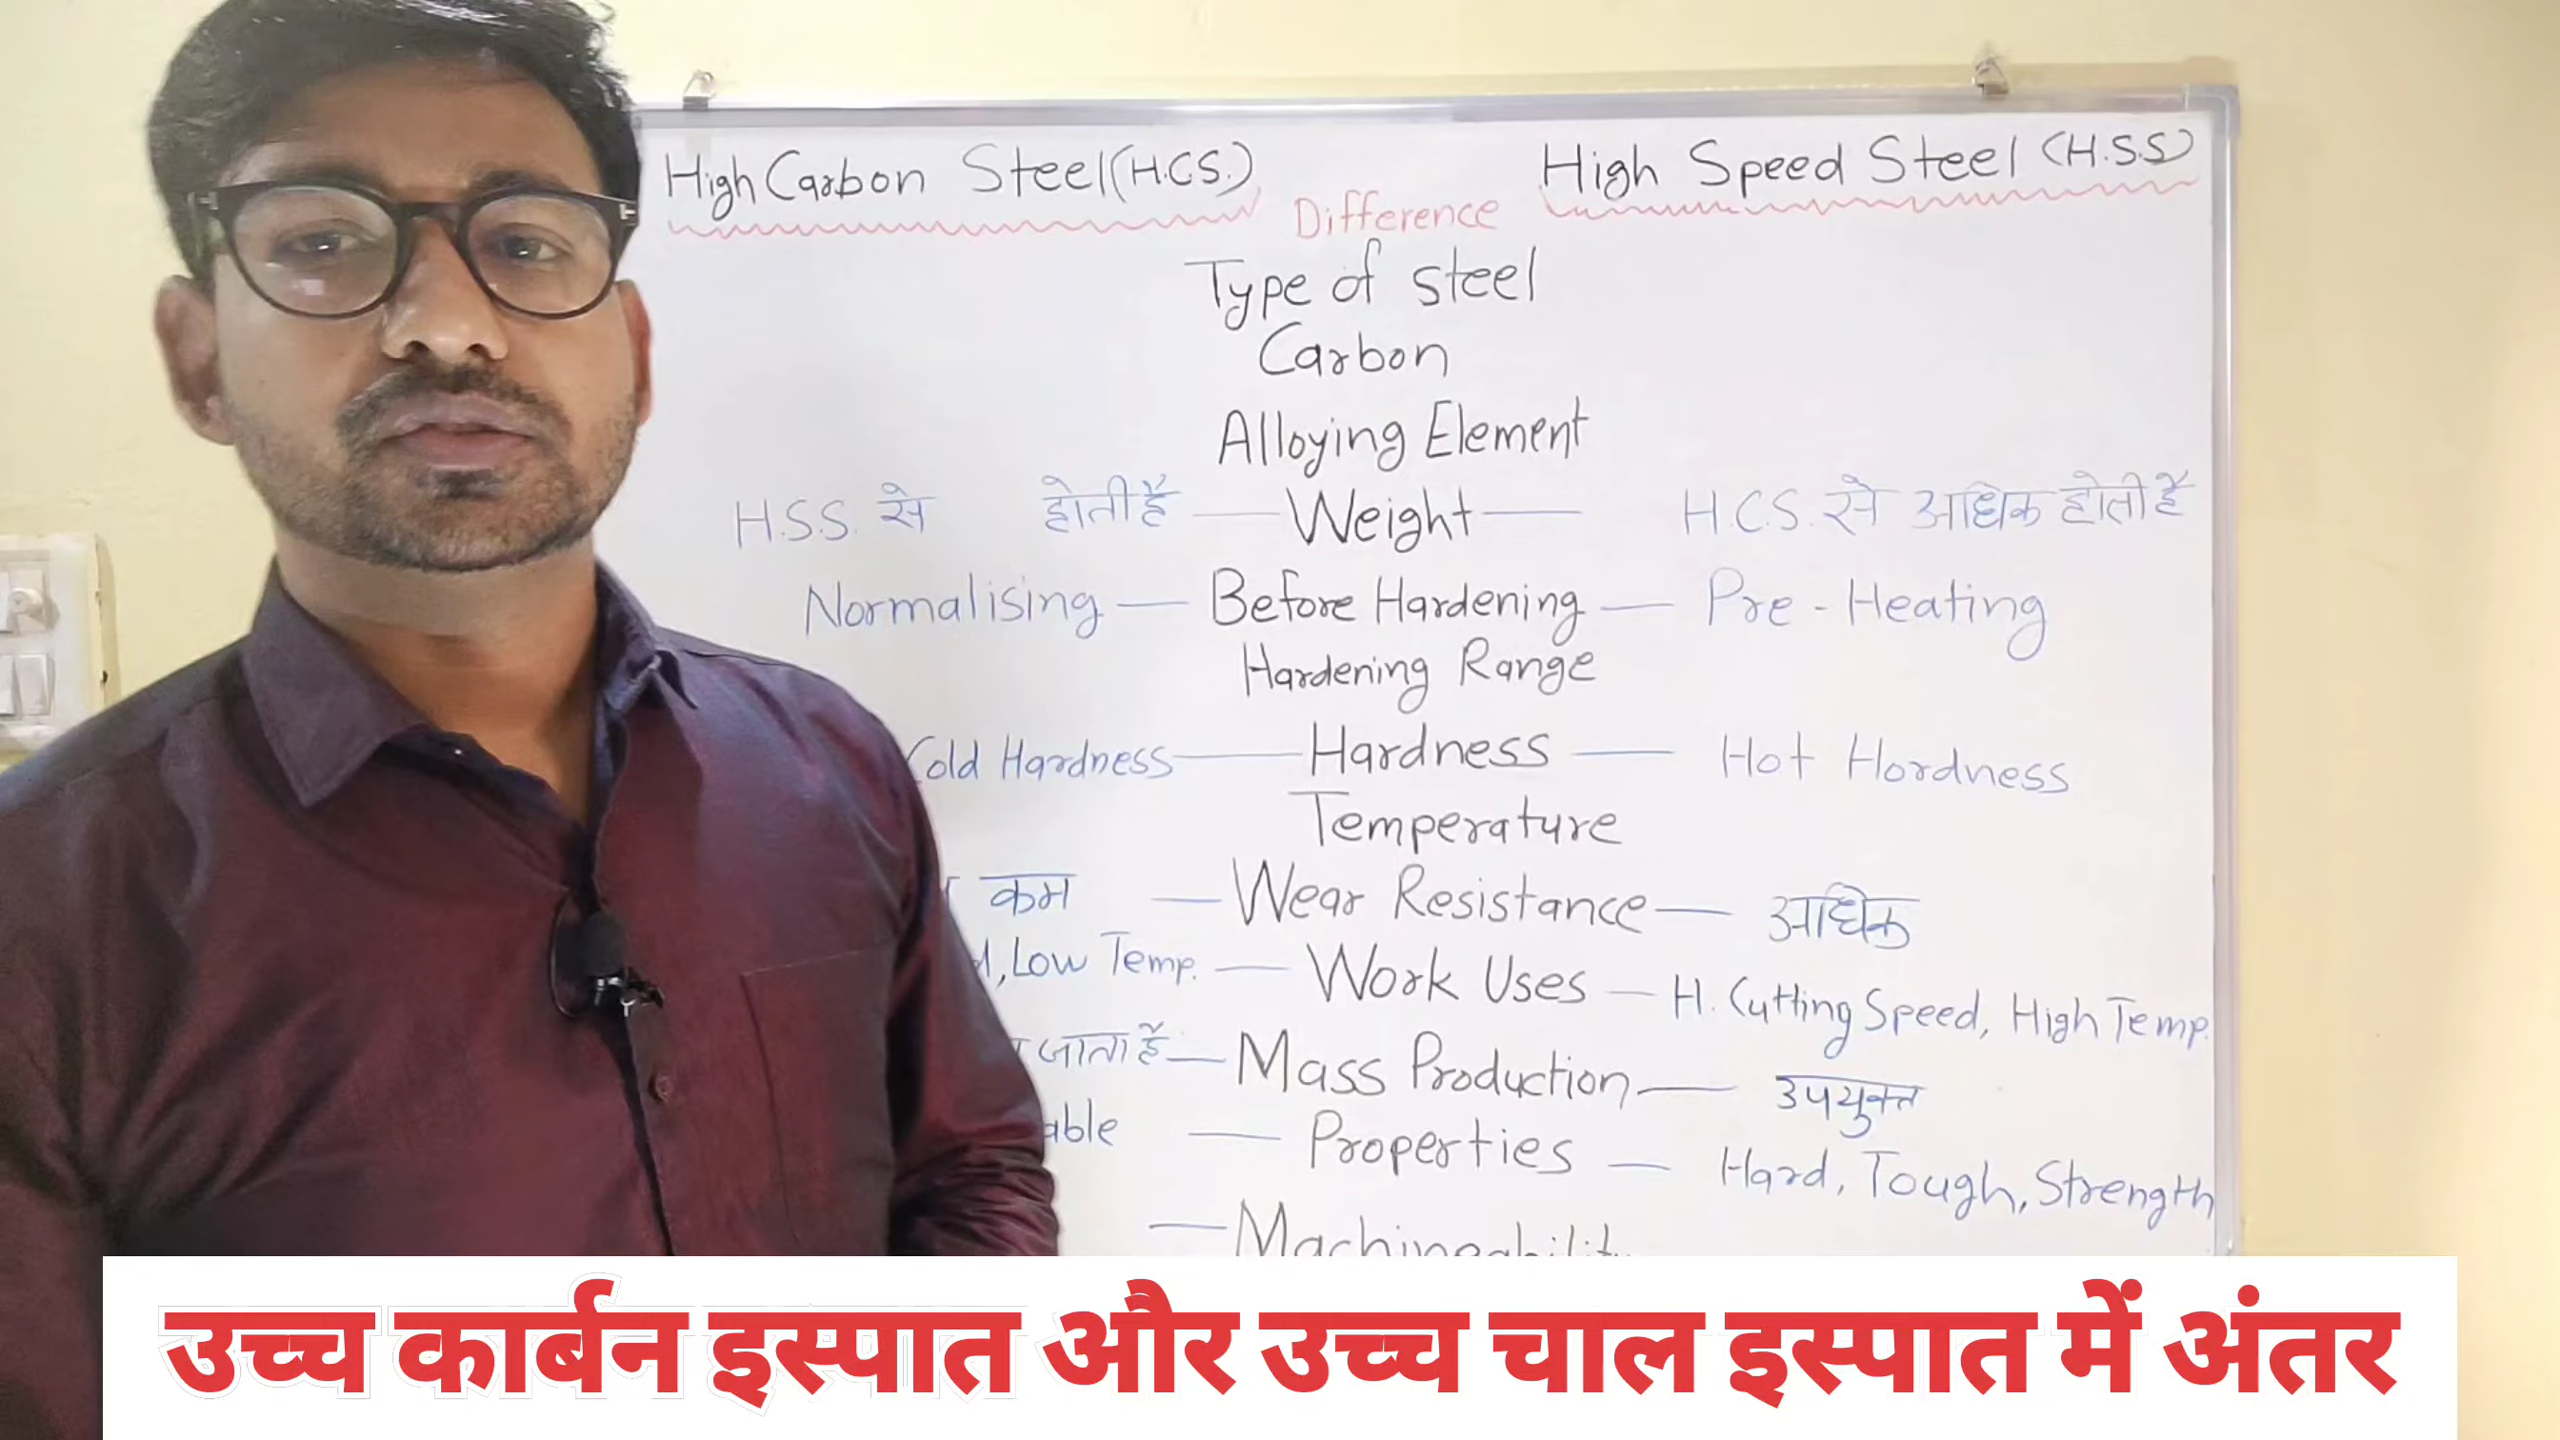 High Carbon Steel (H.C.S.) Difference High Speed Steel (H.S.S)
Type of steel
Carbon
Alloying Element
H.S.S. से होती है — Weight — H.C.S. से अधिक होती है
Normalising — Before Hardening — Pre - Heating
Hardening Range
Cold Hardness — Hardness — Hot Hordness
Temperature
कम — Wear Resistance — अधिक
, Low Temp. — Work Uses — H. Cutting Speed, High Temp.
जाता है — Mass Production — उपयुक्त
— Properties — Hard, Tough, Strength
— Machineability
उच्च कार्बन इस्पात और उच्च चाल इस्पात में अंतर